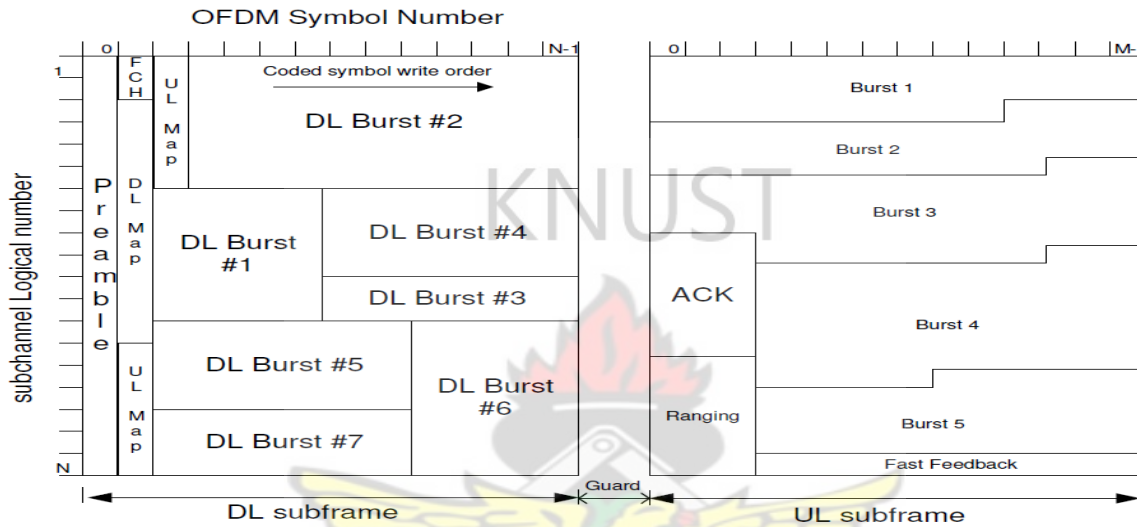 OFDM Symbol Number
0
N-1
0
M-
1
N
subchannel Logical number
Preamble
FCH
DL Map
UL Map
UL Map
Coded symbol write order
DL Burst #2
DL Burst
#1
DL Burst #4
DL Burst #3
DL Burst #5
DL Burst
#6
DL Burst #7
KNUST
Burst 1
Burst 2
Burst 3
ACK
Burst 4
Ranging
Burst 5
Fast Feedback
Guard
DL subframe
UL subframe